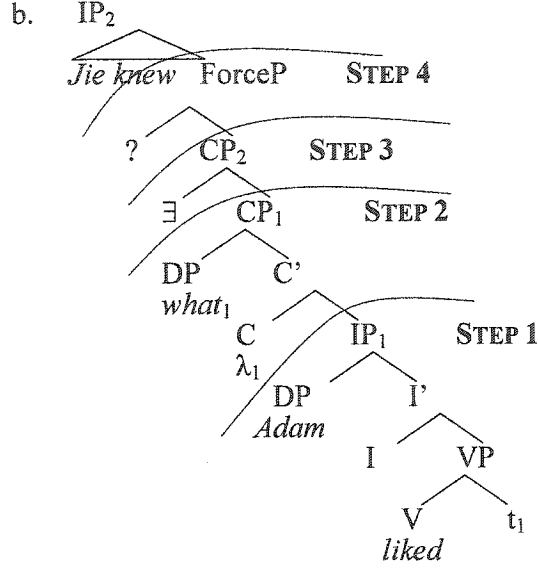 b. IP₂
Jie knew ForceP STEP 4
? CP₂ STEP 3
∃ CP₁ STEP 2
DP C’
what₁
C IP₁ STEP 1
λ₁
DP I’
Adam
I VP
V t₁
liked